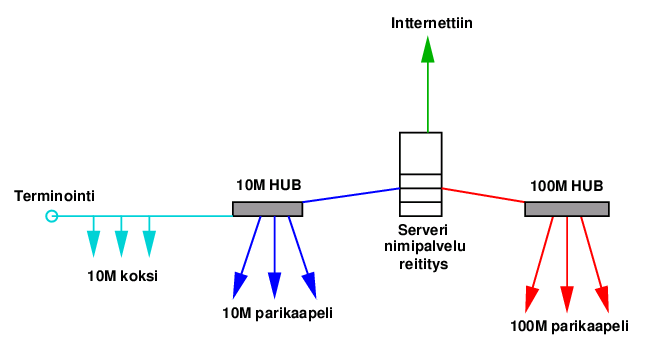 Intternettiin
10M HUB
100M HUB
Terminointi
Serveri
nimipalvelu
reititys
10M koksi
10M parikaapeli
100M parikaapeli